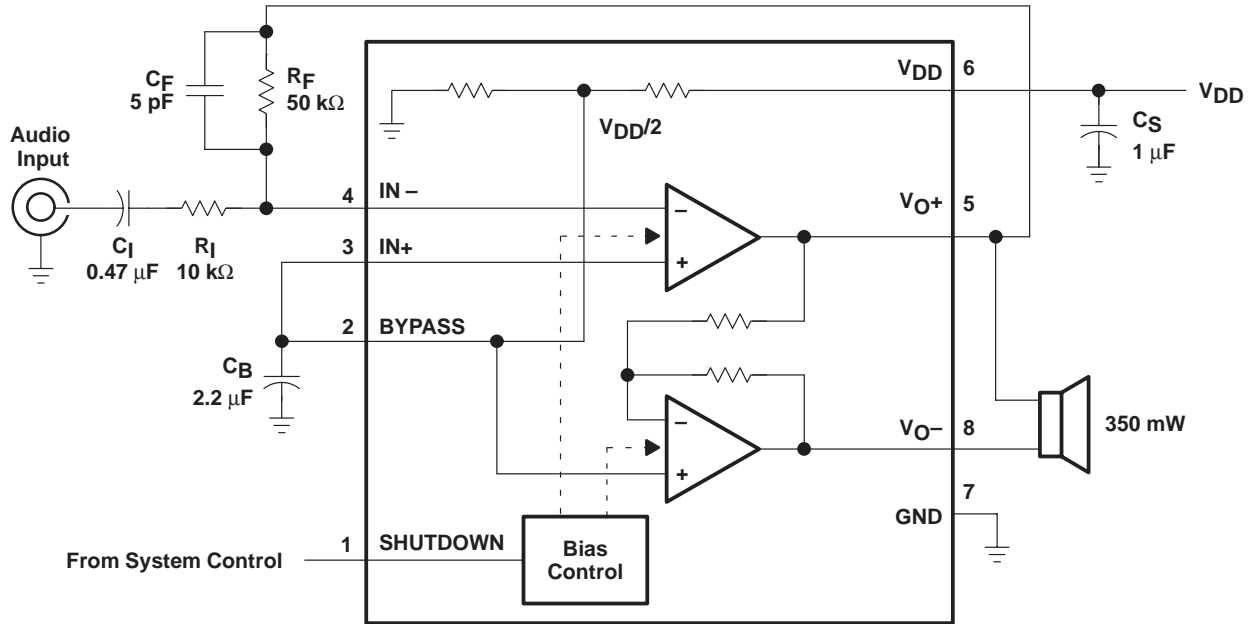 VDD 6
CF
5 pF
RF
50 kΩ
VDD
VDD/2
CS
1 μF
Audio
Input
4 IN –
VO+ 5
–
+
CI
0.47 μF
RI
10 kΩ
3 IN+
2 BYPASS
CB
2.2 μF
–
+
VO– 8
350 mW
7
GND
1 SHUTDOWN
From System Control
Bias
Control